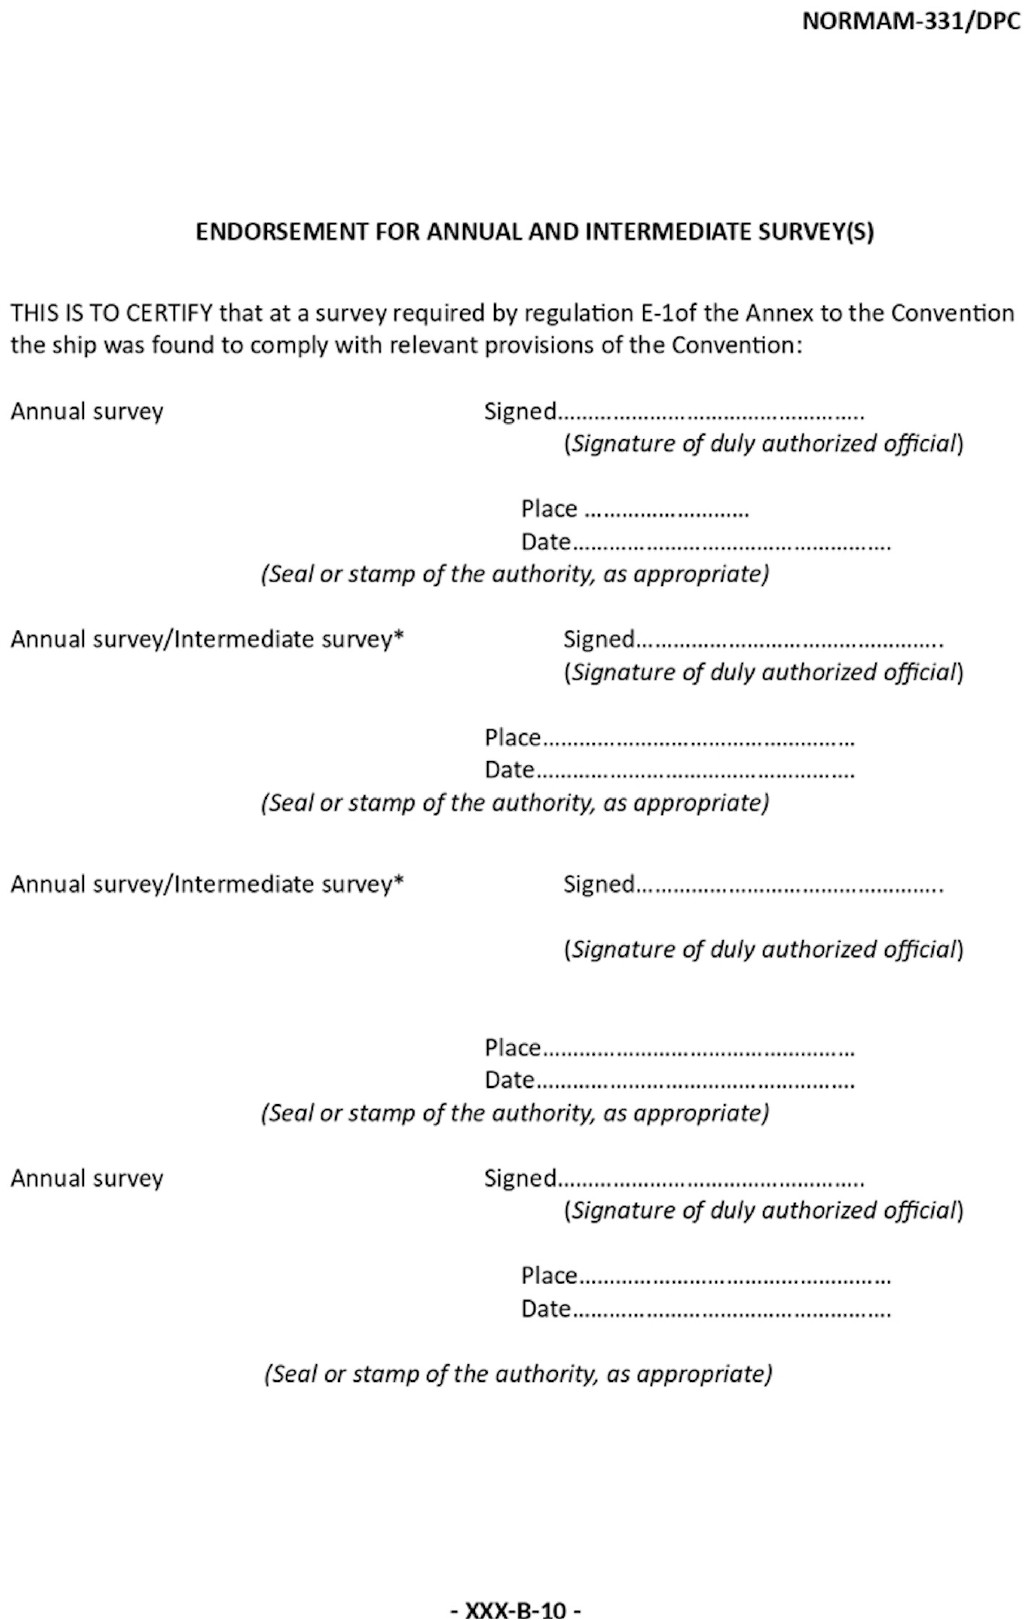 NORMAM-331/DPC
ENDORSEMENT FOR ANNUAL AND INTERMEDIATE SURVEY(S)
THIS IS TO CERTIFY that at a survey required by regulation E-1of the Annex to the Convention
the ship was found to comply with relevant provisions of the Convention:
Annual survey Signed…………………………………………..
(Signature of duly authorized official)
Place ………………………
Date…………………………………………….
(Seal or stamp of the authority, as appropriate)
Annual survey/Intermediate survey* Signed…………………………………………..
(Signature of duly authorized official)
Place……………………………………………
Date…………………………………………….
(Seal or stamp of the authority, as appropriate)
Annual survey/Intermediate survey* Signed…………………………………………..
(Signature of duly authorized official)
Place……………………………………………
Date…………………………………………….
(Seal or stamp of the authority, as appropriate)
Annual survey Signed…………………………………………..
(Signature of duly authorized official)
Place……………………………………………
Date…………………………………………….
(Seal or stamp of the authority, as appropriate)
- XXX-B-10 -